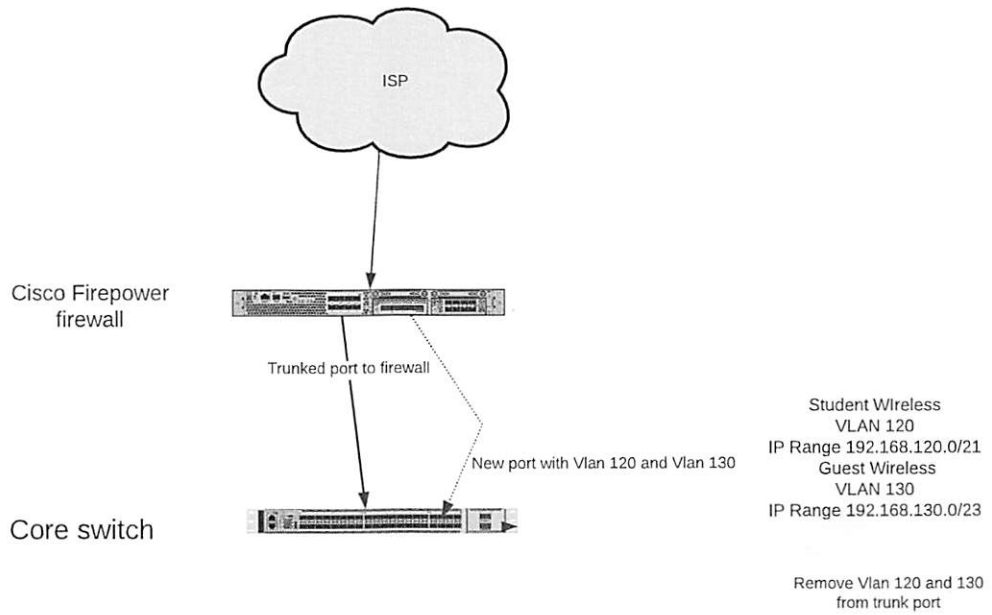 ISP
Cisco Firepower
firewall
Trunked port to firewall
New port with Vlan 120 and Vlan 130
Core switch
Student WIreless
VLAN 120
IP Range 192.168.120.0/21
Guest Wireless
VLAN 130
IP Range 192.168.130.0/23
Remove Vlan 120 and 130
from trunk port